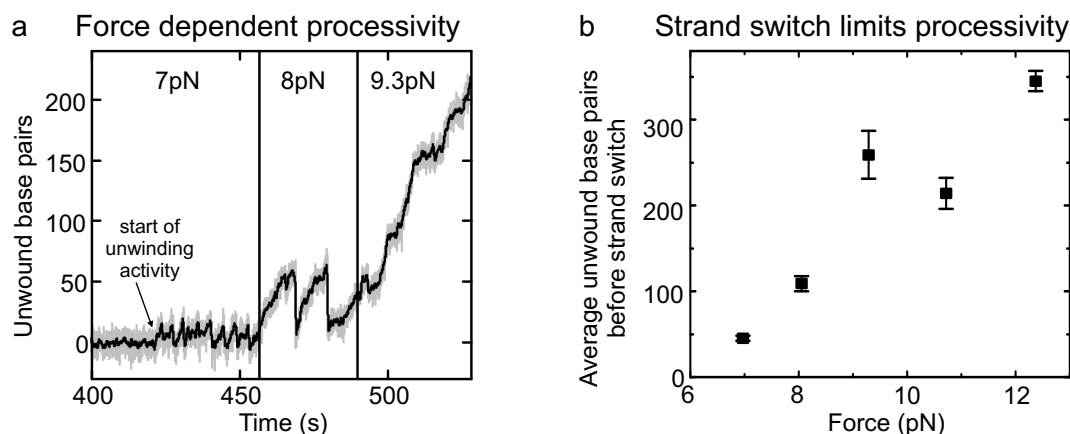 a Force dependent processivity
7pN 8pN 9.3pN
200
150
100
50
0
Unwound base pairs
start of
unwinding
activity
400 450 500
Time (s)
b Strand switch limits processivity
300
200
100
0
Average unwound base pairs
before strand switch
6 8 10 12
Force (pN)